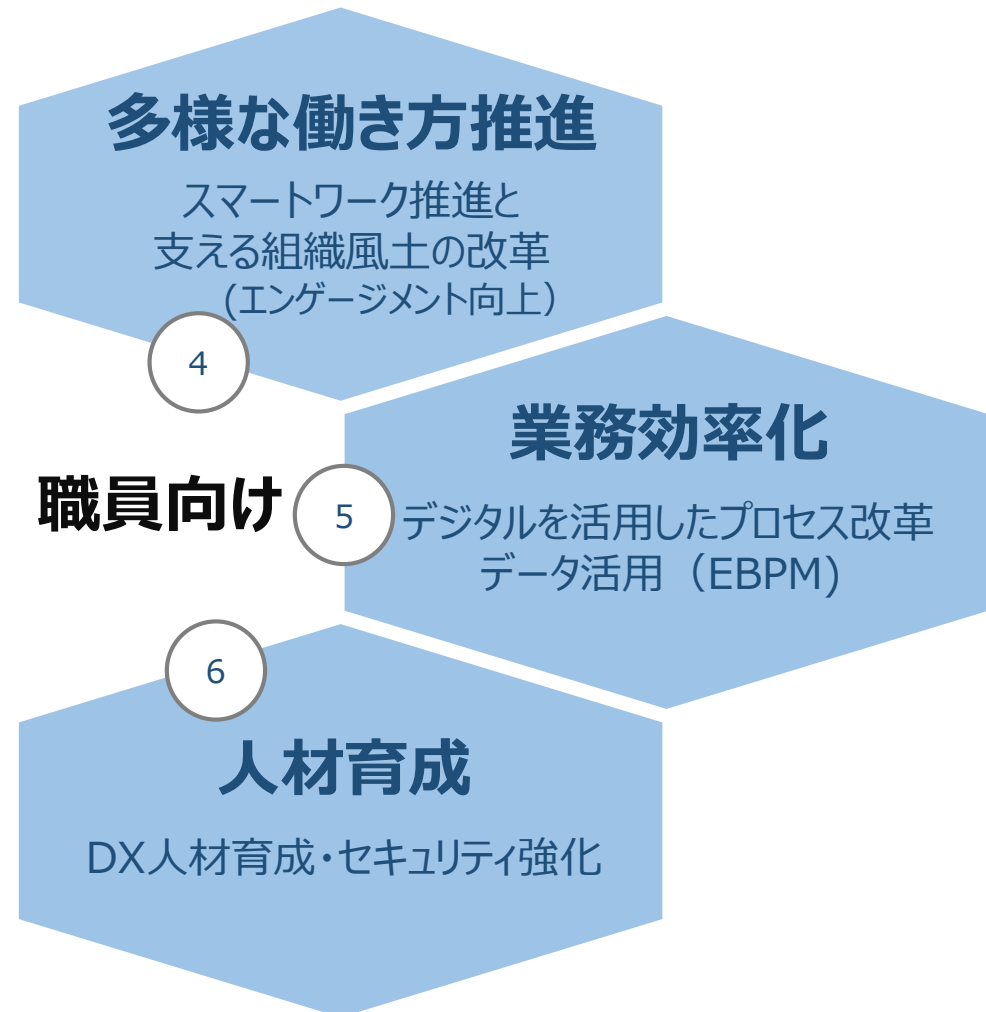 多様な働き方推進
スマートワーク推進と
支える組織風土の改革
(エンゲージメント向上）
4
業務効率化
職員向け
5
デジタルを活用したプロセス改革
データ活用（EBPM)
6
人材育成
DX人材育成・セキュリティ強化